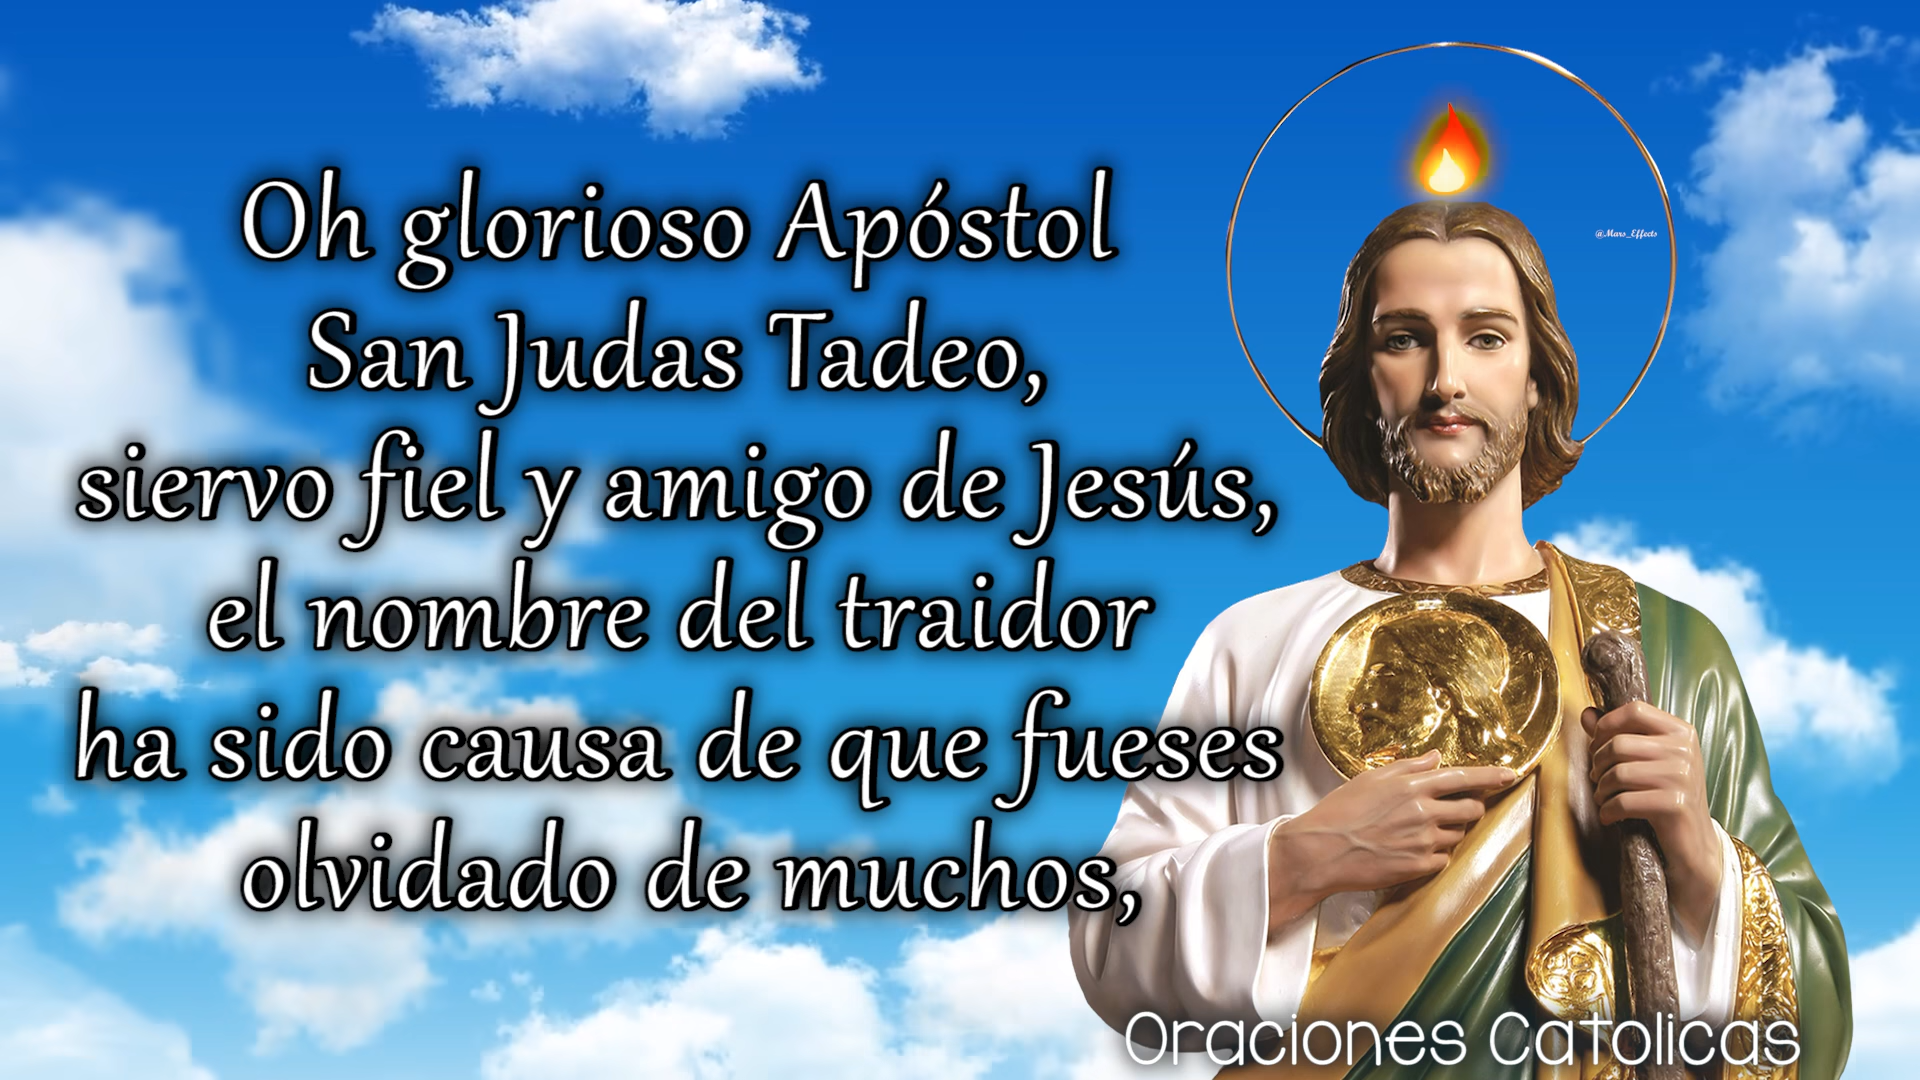 Oh glorioso Apóstol
San Judas Tadeo,
siervo fiel y amigo de Jesús,
el nombre del traidor
ha sido causa de que fueses
olvidado de muchos,
@Mars_Effects
Oraciones Catolicas